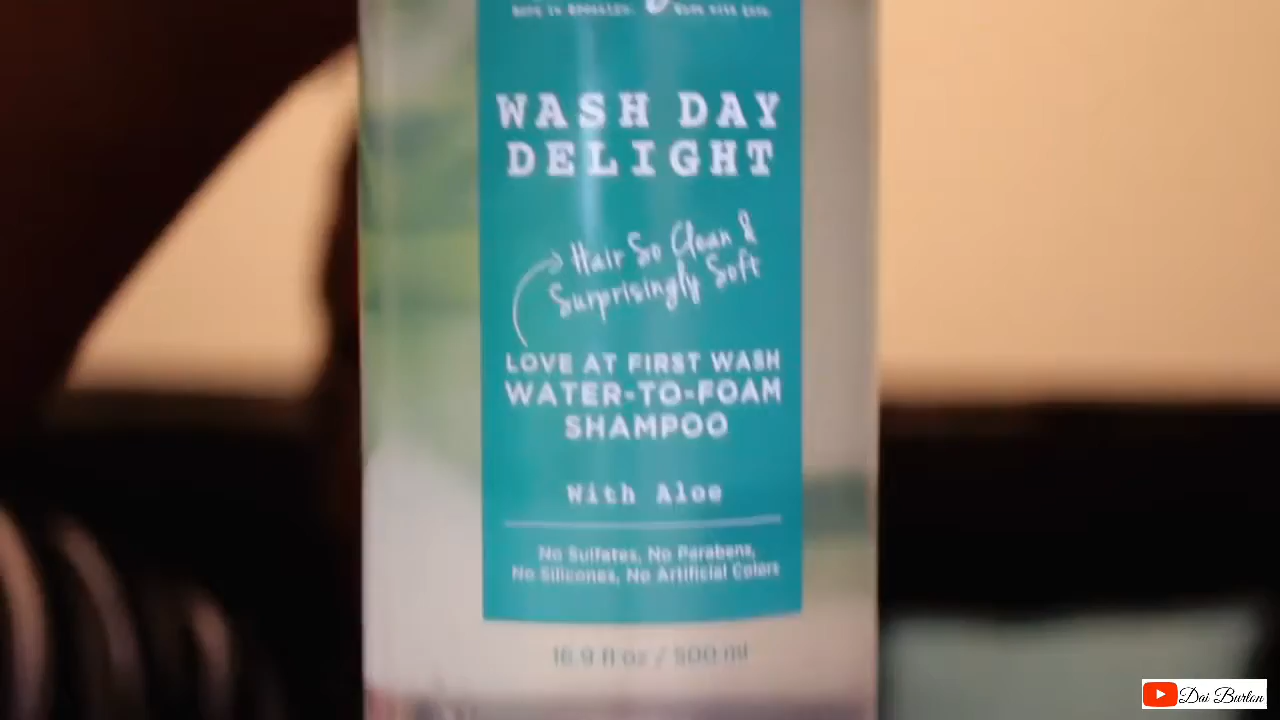 WASH DAY
DELIGHT
Hair So Clean &
Surprisingly Soft
LOVE AT FIRST WASH
WATER-TO-FOAM
SHAMPOO
With Aloe
No Sulfates, No Parabens,
No Silicones, No Artificial Colors
16.9 fl oz / 500 ml
Dai Burton